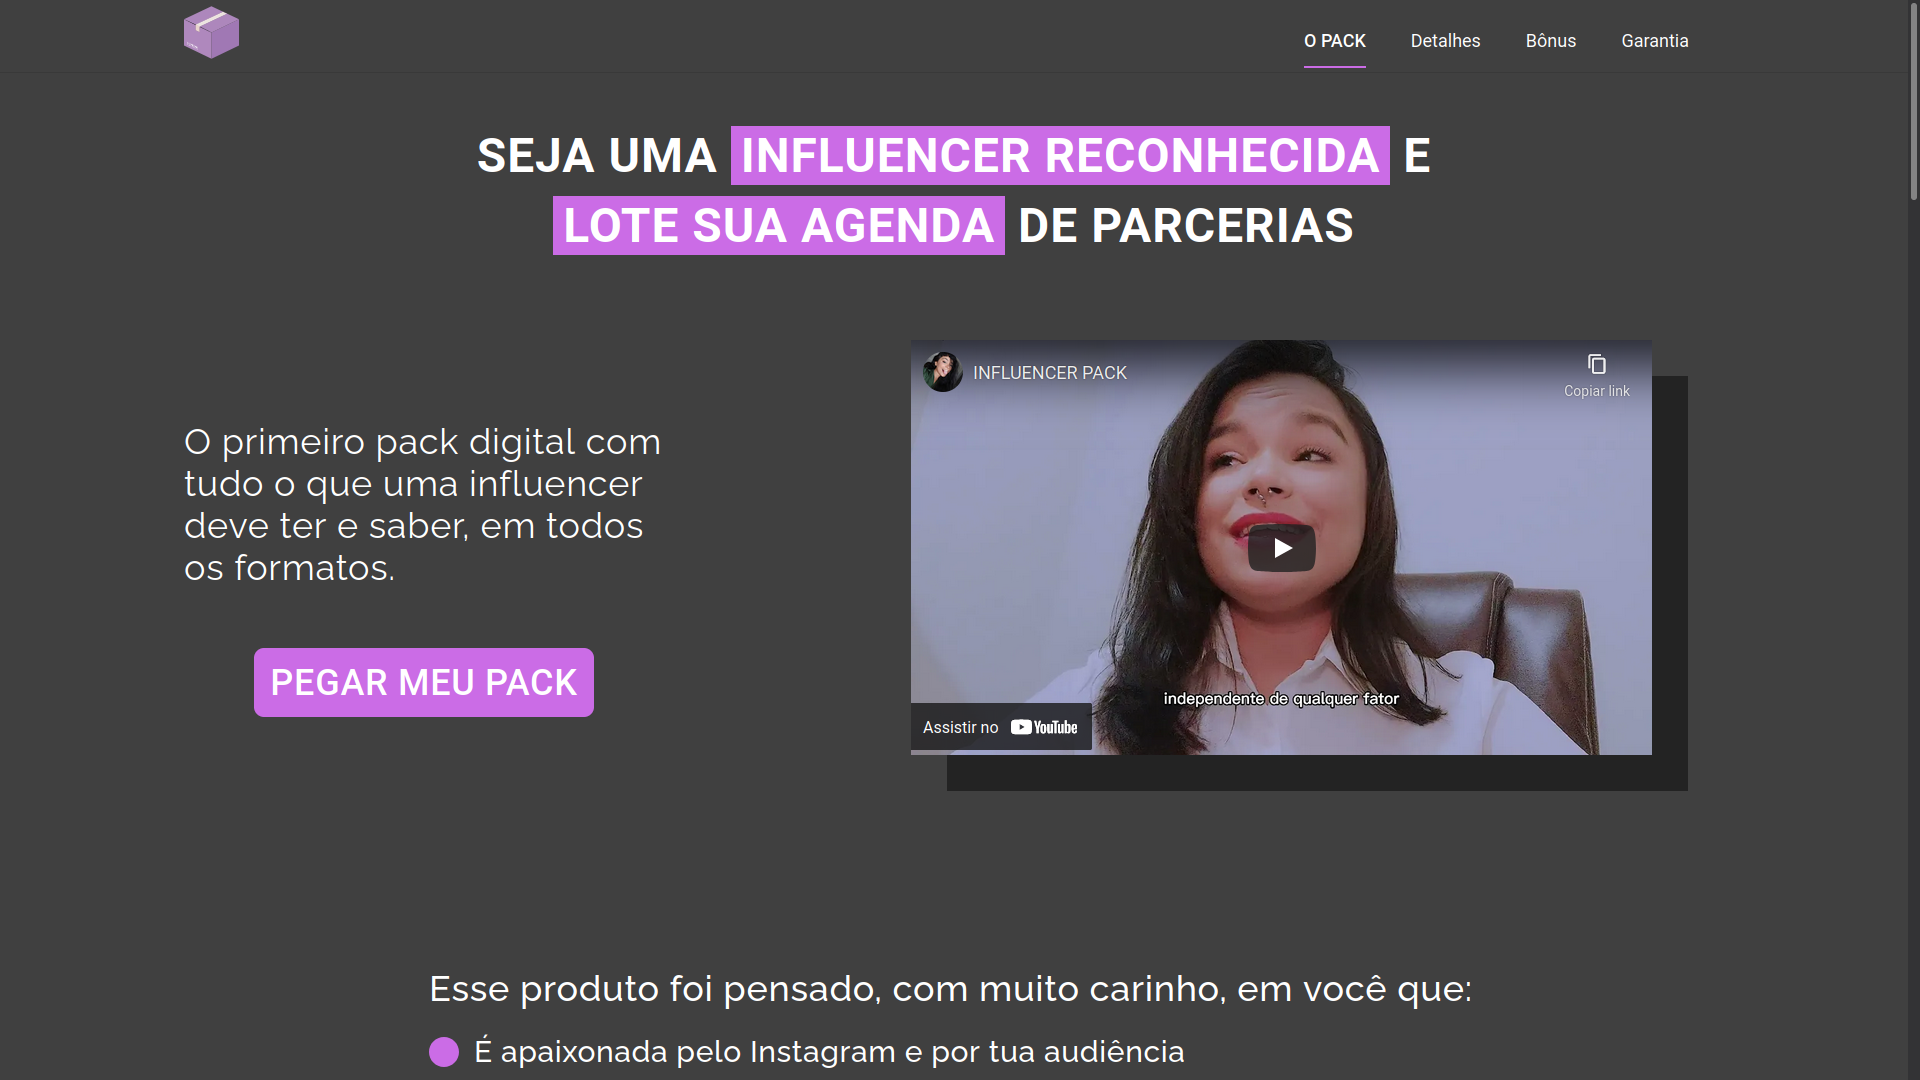 O PACK
Detalhes
Bônus
Garantia
SEJA UMA INFLUENCER RECONHECIDA E
LOTE SUA AGENDA DE PARCERIAS
O primeiro pack digital com
tudo o que uma influencer
deve ter e saber, em todos
os formatos.
PEGAR MEU PACK
INFLUENCER PACK
Copiar link
independente de qualquer fator
Assistir no YouTube
Esse produto foi pensado, com muito carinho, em você que:
É apaixonada pelo Instagram e por tua audiência